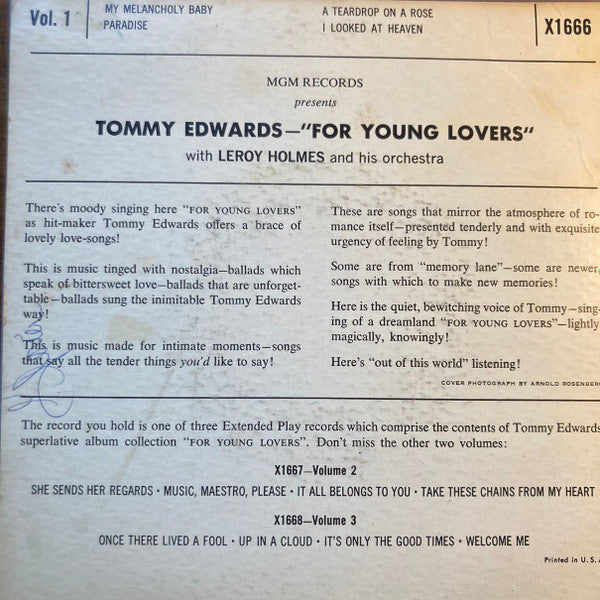 Vol. 1
MY MELANCHOLY BABY
PARADISE
A TEARDROP ON A ROSE
I LOOKED AT HEAVEN
X1666
MGM RECORDS
presents
TOMMY EDWARDS—"FOR YOUNG LOVERS"
with LEROY HOLMES and his orchestra
There's moody singing here "FOR YOUNG LOVERS"
as hit-maker Tommy Edwards offers a brace of
lovely love-songs!
This is music tinged with nostalgia—ballads which
speak of bittersweet love—ballads that are unforget-
table—ballads sung the inimitable Tommy Edwards
way!
This is music made for intimate moments—songs
that say all the tender things you'd like to say!
These are songs that mirror the atmosphere of ro-
mance itself—presented tenderly and with exquisite
urgency of feeling by Tommy!
Some are from "memory lane"—some are newer,
songs with which to make new memories!
Here is the quiet, bewitching voice of Tommy—sing-
ing of a dreamland "FOR YOUNG LOVERS"—lightly,
magically, knowingly!
Here's "out of this world" listening!
COVER PHOTOGRAPH BY ARNOLD ROSENBERG
The record you hold is one of three Extended Play records which comprise the contents of Tommy Edwards
superlative album collection "FOR YOUNG LOVERS". Don't miss the other two volumes:
X1667—Volume 2
SHE SENDS HER REGARDS • MUSIC, MAESTRO, PLEASE • IT ALL BELONGS TO YOU • TAKE THESE CHAINS FROM MY HEART
X1668—Volume 3
ONCE THERE LIVED A FOOL • UP IN A CLOUD • IT'S ONLY THE GOOD TIMES • WELCOME ME
Printed in U. S. A